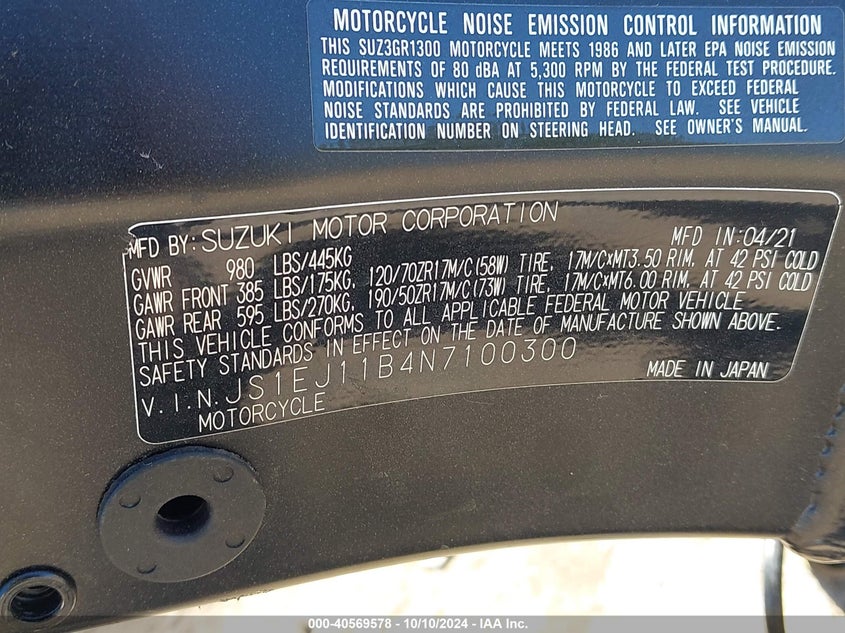 MOTORCYCLE NOISE EMISSION CONTROL INFORMATION
THIS SUZ3GR1300 MOTORCYCLE MEETS 1986 AND LATER EPA NOISE EMISSION
REQUIREMENTS OF 80 dBA AT 5,300 RPM BY THE FEDERAL TEST PROCEDURE.
MODIFICATIONS WHICH CAUSE THIS MOTORCYCLE TO EXCEED FEDERAL
NOISE STANDARDS ARE PROHIBITED BY FEDERAL LAW. SEE VEHICLE
IDENTIFICATION NUMBER ON STEERING HEAD. SEE OWNER'S MANUAL.
MFD BY: SUZUKI MOTOR CORPORATION MFD IN: 04/21
GVWR 980 LBS/445KG
GAWR FRONT 385 LBS/175KG, 120/70ZR17M/C(58W) TIRE, 17M/C×MT3.50 RIM, AT 42 PSI COLD
GAWR REAR 595 LBS/270KG, 190/50ZR17M/C(73W) TIRE, 17M/C×MT6.00 RIM, AT 42 PSI COLD
THIS VEHICLE CONFORMS TO ALL APPLICABLE FEDERAL MOTOR VEHICLE
SAFETY STANDARDS IN EFFECT ON THE DATE OF MANUFACTURE SHOWN ABOVE.
V.I.N. JS1EJ11B4N7100300 MADE IN JAPAN
MOTORCYCLE
000-40569578 - 10/10/2024 - IAA Inc.